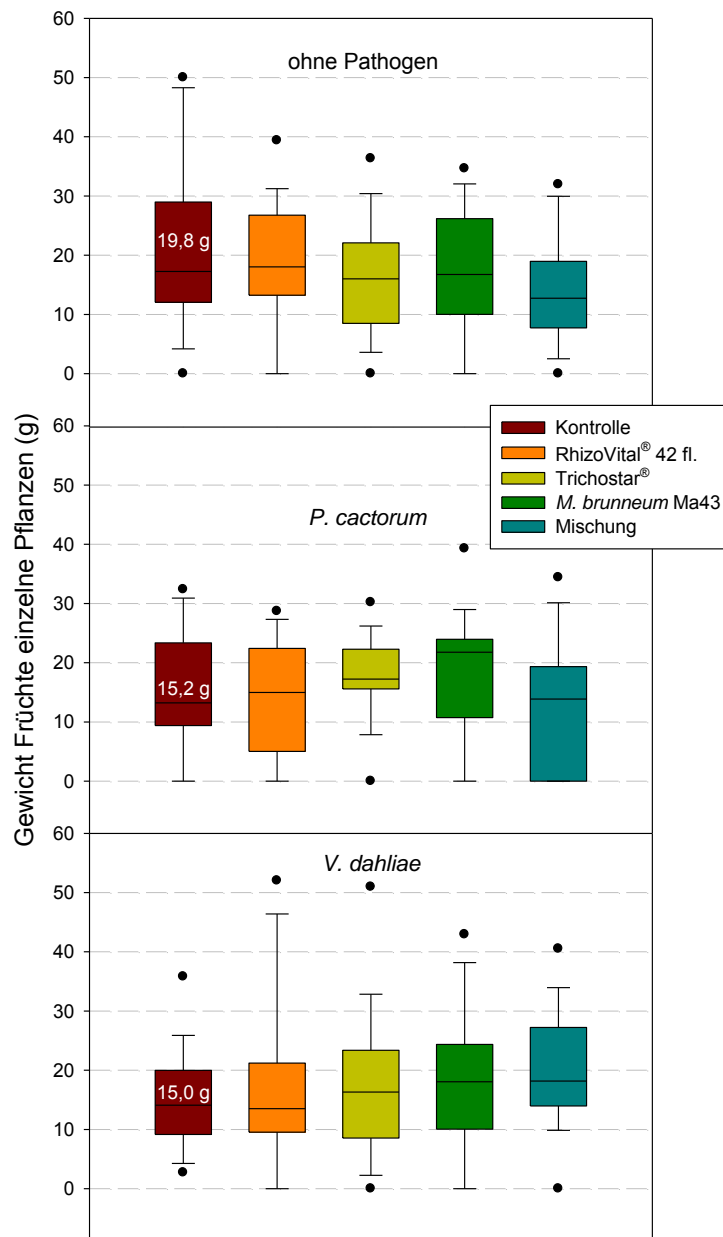 Gewicht Früchte einzelne Pflanzen (g)
60
ohne Pathogen
50
40
30
19,8 g
20
10
0
60
Kontrolle
RhizoVital® 42 fl.
50
Trichostar®
P. cactorum
M. brunneum Ma43
40
Mischung
30
20
15,2 g
10
0
60
V. dahliae
50
40
30
20
15,0 g
10
0